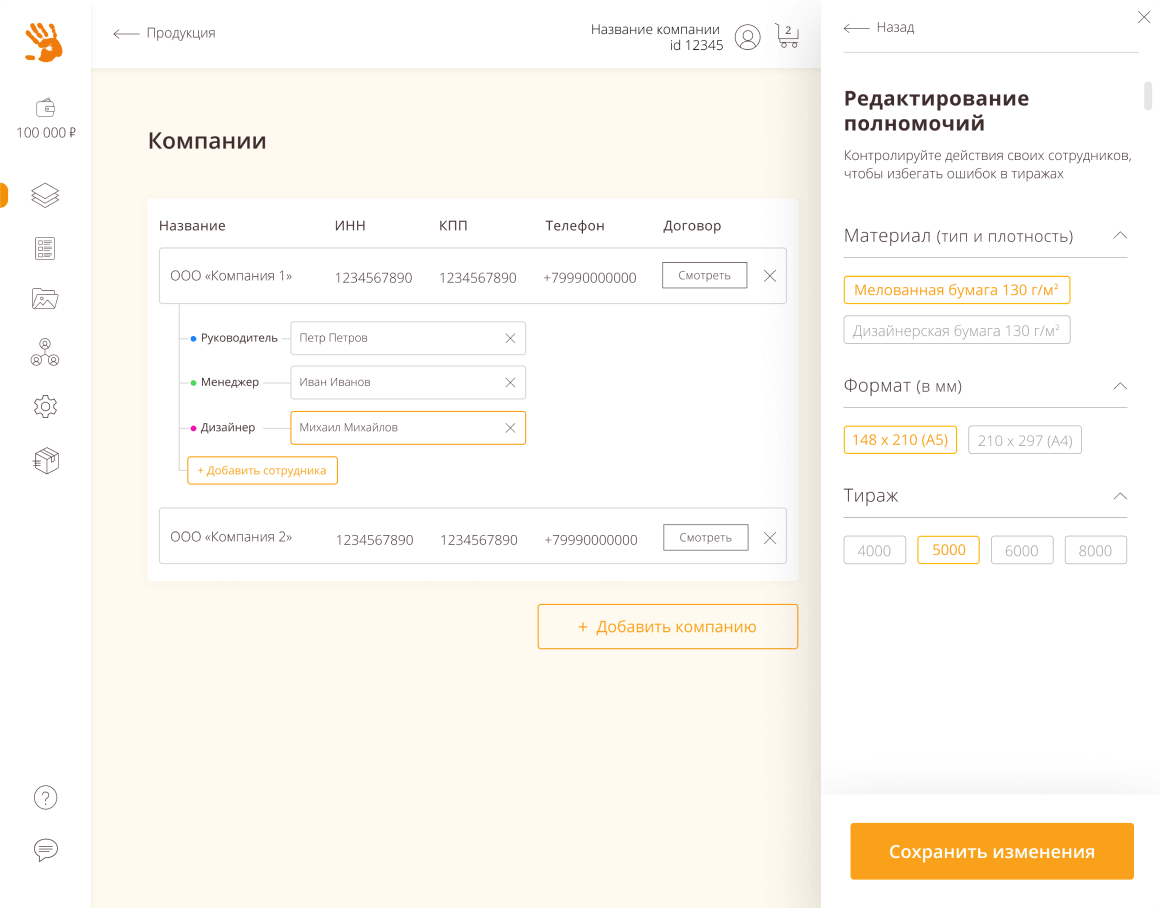 100 000 ₽
Продукция
Название компании
id 12345
2
Компании
Название ИНН КПП Телефон Договор
ООО «Компания 1» 1234567890 1234567890 +79990000000 Смотреть
Руководитель Петр Петров
Менеджер Иван Иванов
Дизайнер Михаил Михайлов
+ Добавить сотрудника
ООО «Компания 2» 1234567890 1234567890 +79990000000 Смотреть
+ Добавить компанию
Назад
Редактирование
полномочий
Контролируйте действия своих сотрудников,
чтобы избегать ошибок в тиражах
Материал (тип и плотность)
Мелованная бумага 130 г/м²
Дизайнерская бумага 130 г/м²
Формат (в мм)
148 x 210 (A5) 210 x 297 (A4)
Тираж
4000 5000 6000 8000
Сохранить изменения